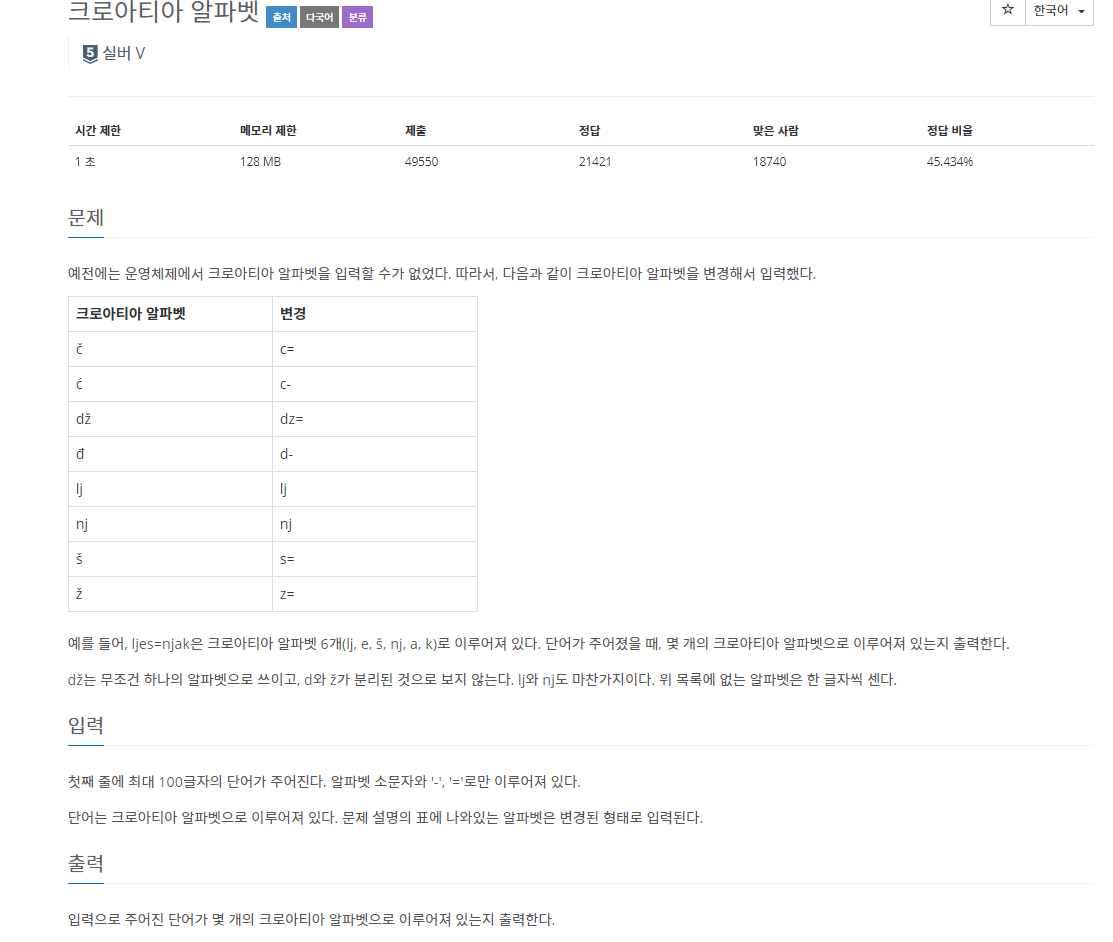 크로아티아 알파벳 출처 다국어 분류
☆ 한국어
5 실버 V
시간 제한 메모리 제한 제출 정답 맞은 사람 정답 비율
1 초 128 MB 49550 21421 18740 45.434%
문제
예전에는 운영체제에서 크로아티아 알파벳을 입력할 수가 없었다. 따라서, 다음과 같이 크로아티아 알파벳을 변경해서 입력했다.
크로아티아 알파벳 변경
č c=
ć c-
dž dz=
đ d-
lj lj
nj nj
š s=
ž z=
예를 들어, ljes=njak은 크로아티아 알파벳 6개(lj, e, š, nj, a, k)로 이루어져 있다. 단어가 주어졌을 때, 몇 개의 크로아티아 알파벳으로 이루어져 있는지 출력한다.
dž는 무조건 하나의 알파벳으로 쓰이고, d와 ž가 분리된 것으로 보지 않는다. lj와 nj도 마찬가지이다. 위 목록에 없는 알파벳은 한 글자씩 센다.
입력
첫째 줄에 최대 100글자의 단어가 주어진다. 알파벳 소문자와 '-', '='로만 이루어져 있다.
단어는 크로아티아 알파벳으로 이루어져 있다. 문제 설명의 표에 나와있는 알파벳은 변경된 형태로 입력된다.
출력
입력으로 주어진 단어가 몇 개의 크로아티아 알파벳으로 이루어져 있는지 출력한다.